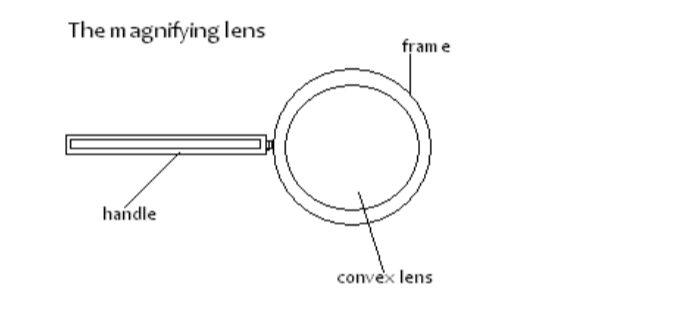 The magnifying lens
frame
handle
convex lens